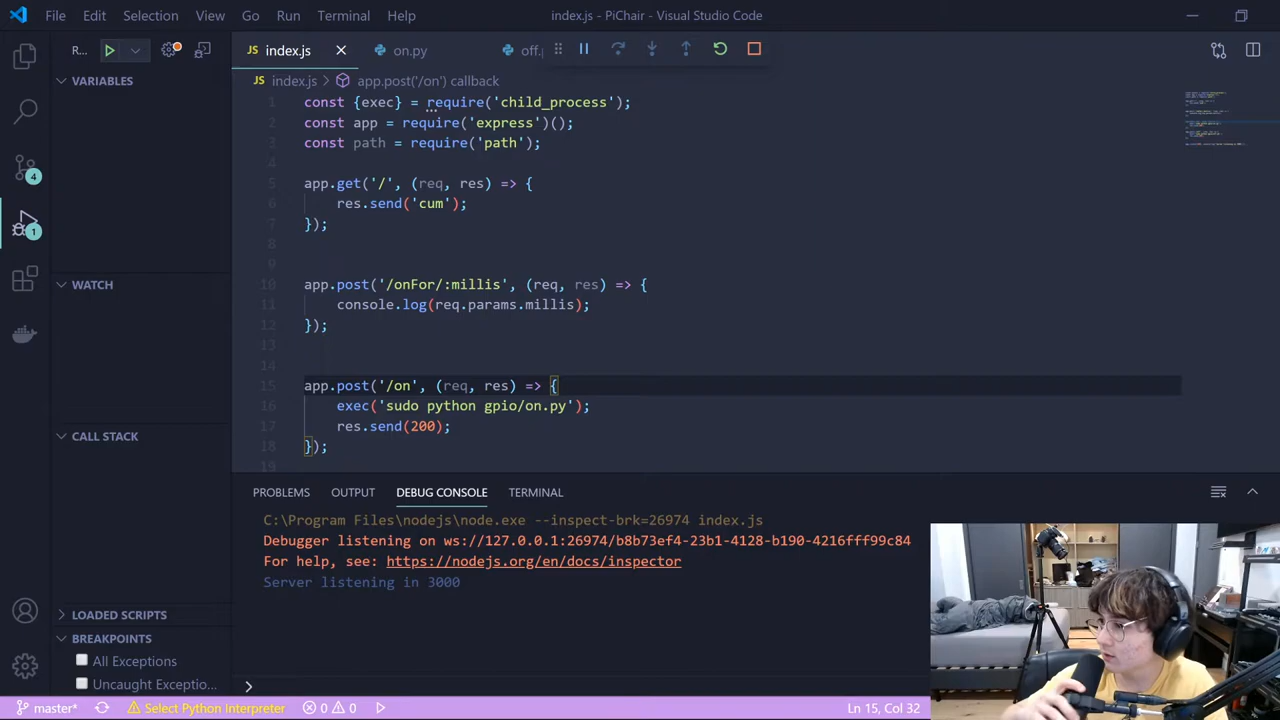 File Edit Selection View Go Run Terminal Help
index.js - PiChair - Visual Studio Code
R...
JS index.js
on.py
off.
JS index.js > app.post('/on') callback
VARIABLES
WATCH
CALL STACK
LOADED SCRIPTS
BREAKPOINTS
All Exceptions
Uncaught Exceptio...
4
1
1 const {exec} = require('child_process');
2 const app = require('express')();
3 const path = require('path');
4
5 app.get('/', (req, res) => {
6 res.send('cum');
7 });
8
9
10 app.post('/onFor/:millis', (req, res) => {
11 console.log(req.params.millis);
12 });
13
14
15 app.post('/on', (req, res) => {
16 exec('sudo python gpio/on.py');
17 res.send(200);
18 });
19
PROBLEMS OUTPUT DEBUG CONSOLE TERMINAL
C:\Program Files\nodejs\node.exe --inspect-brk=26974 index.js
Debugger listening on ws://127.0.0.1:26974/b8b73ef4-23b1-4128-b190-4216fff99c84
For help, see: https://nodejs.org/en/docs/inspector
Server listening in 3000
master* Select Python Interpreter 0 0
Ln 15, Col 32